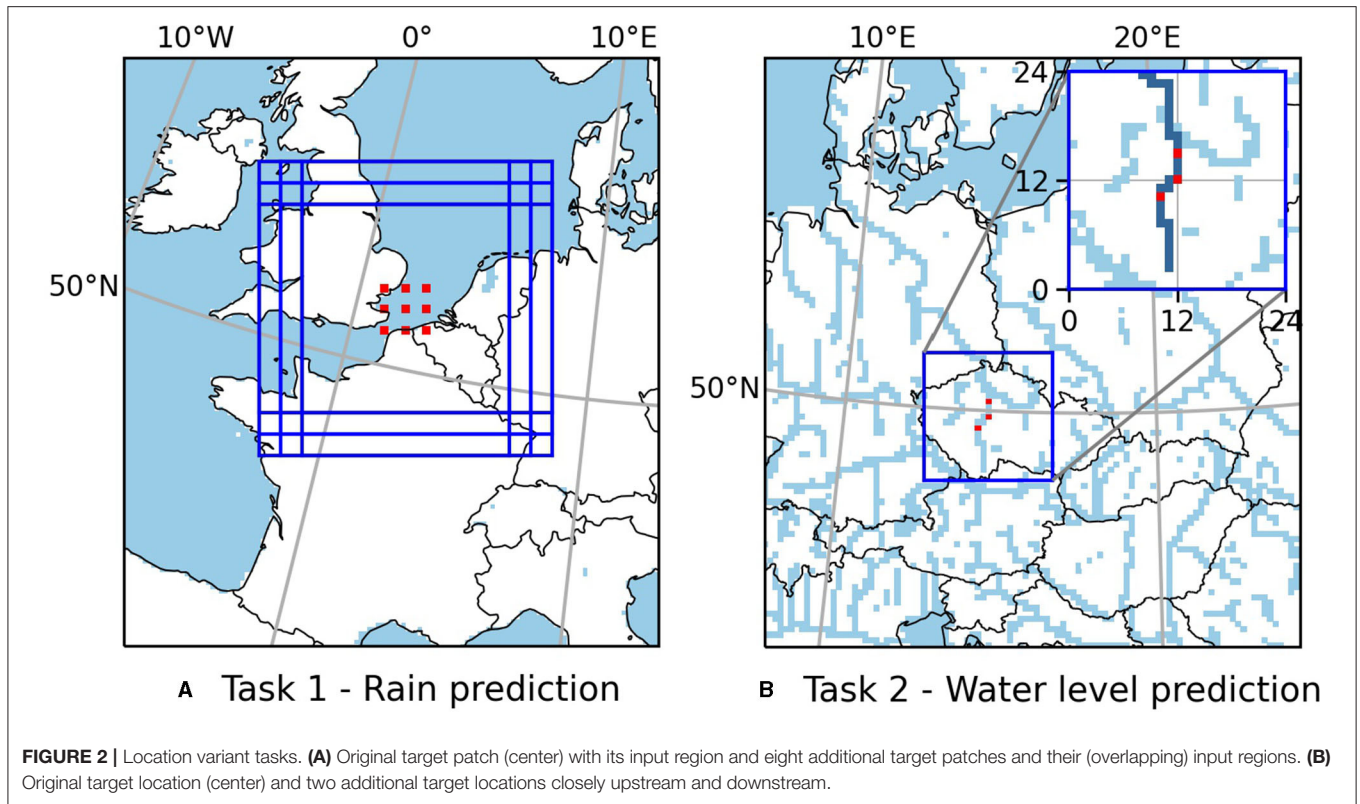 10°W 0° 10°E
50°N
A Task 1 - Rain prediction
10°E 20°E
24
12
0
0 12 24
50°N
B Task 2 - Water level prediction
FIGURE 2 | Location variant tasks. (A) Original target patch (center) with its input region and eight additional target patches and their (overlapping) input regions. (B)
Original target location (center) and two additional target locations closely upstream and downstream.